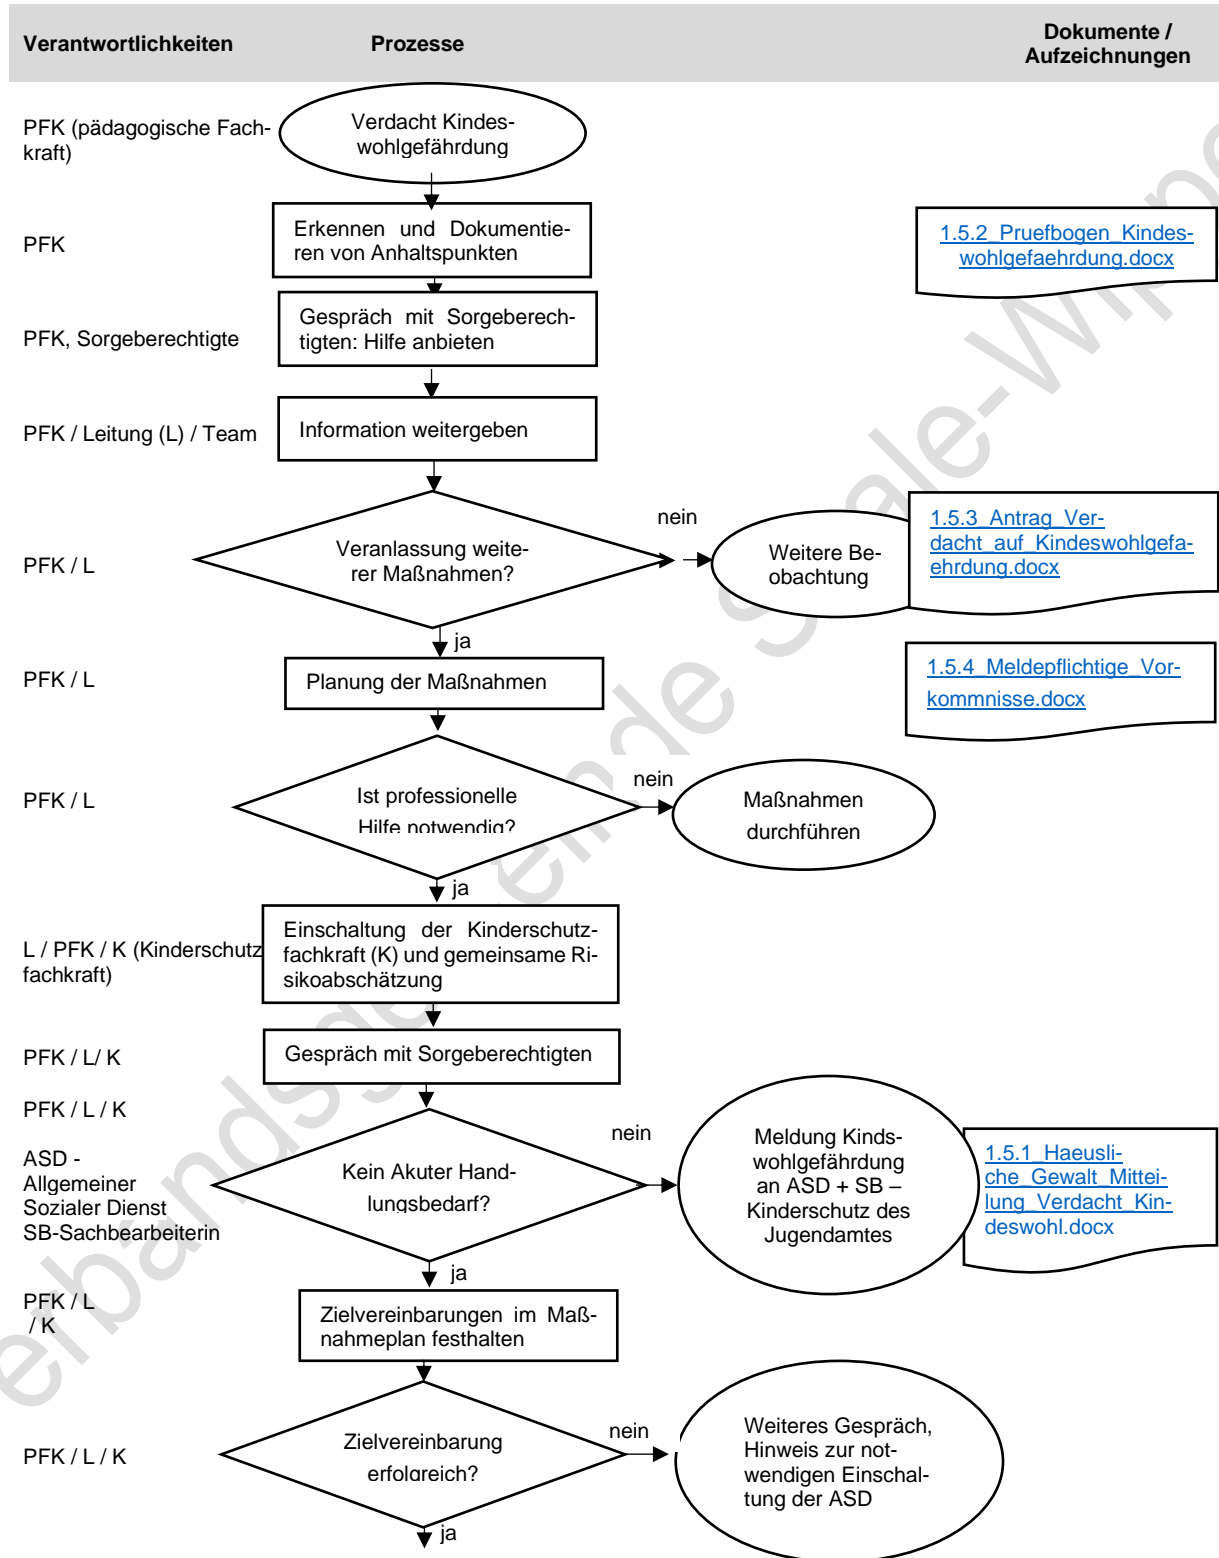 Verantwortlichkeiten
Prozesse
Dokumente /
Aufzeichnungen
PFK (pädagogische Fach-
kraft)
Verdacht Kindes-
wohlgefährdung
PFK
Erkennen und Dokumentie-
ren von Anhaltspunkten
1.5.2_Pruefbogen_Kindes-
wohlgefaehrdung.docx
PFK, Sorgeberechtigte
Gespräch mit Sorgeberech-
tigten: Hilfe anbieten
PFK / Leitung (L) / Team
Information weitergeben
PFK / L
Veranlassung weite-
rer Maßnahmen?
nein
Weitere Be-
obachtung
1.5.3_Antrag_Ver-
dacht_auf_Kindeswohlgefa-
ehrdung.docx
ja
PFK / L
Planung der Maßnahmen
1.5.4_Meldepflichtige_Vor-
kommnisse.docx
PFK / L
Ist professionelle
Hilfe notwendig?
nein
Maßnahmen
durchführen
ja
L / PFK / K (Kinderschutz
fachkraft)
Einschaltung der Kinderschutz-
fachkraft (K) und gemeinsame Ri-
sikoabschätzung
PFK / L/ K
Gespräch mit Sorgeberechtigten
PFK / L / K
ASD -
Allgemeiner
Sozialer Dienst
SB-Sachbearbeiterin
Kein Akuter Hand-
lungsbedarf?
nein
Meldung Kinds-
wohlgefährdung
an ASD + SB –
Kinderschutz des
Jugendamtes
1.5.1_Haeusli-
che_Gewalt_Mittei-
lung_Verdacht_Kin-
deswohl.docx
ja
PFK / L
/ K
Zielvereinbarungen im Maß-
nahmeplan festhalten
PFK / L / K
Zielvereinbarung
erfolgreich?
nein
Weiteres Gespräch,
Hinweis zur not-
wendigen Einschal-
tung der ASD
ja